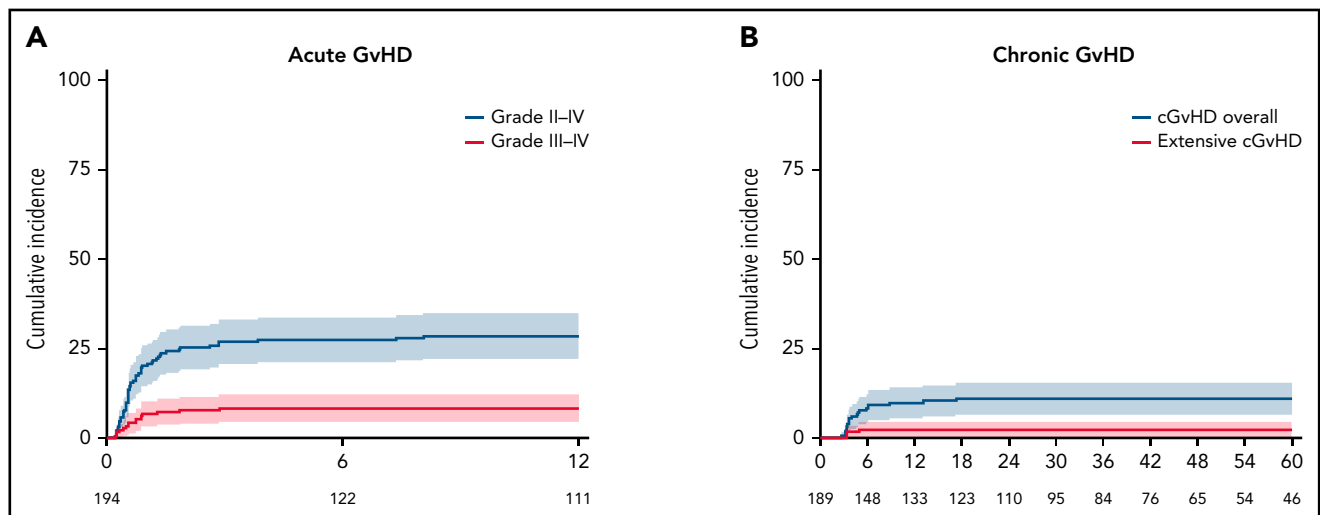 A
Acute GvHD
Cumulative incidence
100
75
50
25
0
Grade II–IV
Grade III–IV
0 6 12
194 122 111
B
Chronic GvHD
Cumulative incidence
100
75
50
25
0
cGvHD overall
Extensive cGvHD
0 6 12 18 24 30 36 42 48 54 60
189 148 133 123 110 95 84 76 65 54 46